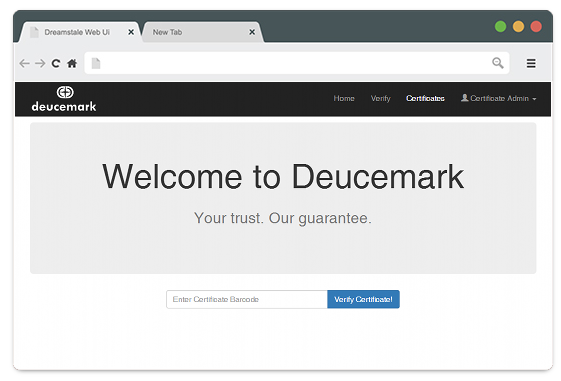 Dreamstale Web UI
New Tab
deucemark
Home Verify Certificates Certificate Admin
Welcome to Deucemark
Your trust. Our guarantee.
Enter Certificate Barcode Verify Certificate!